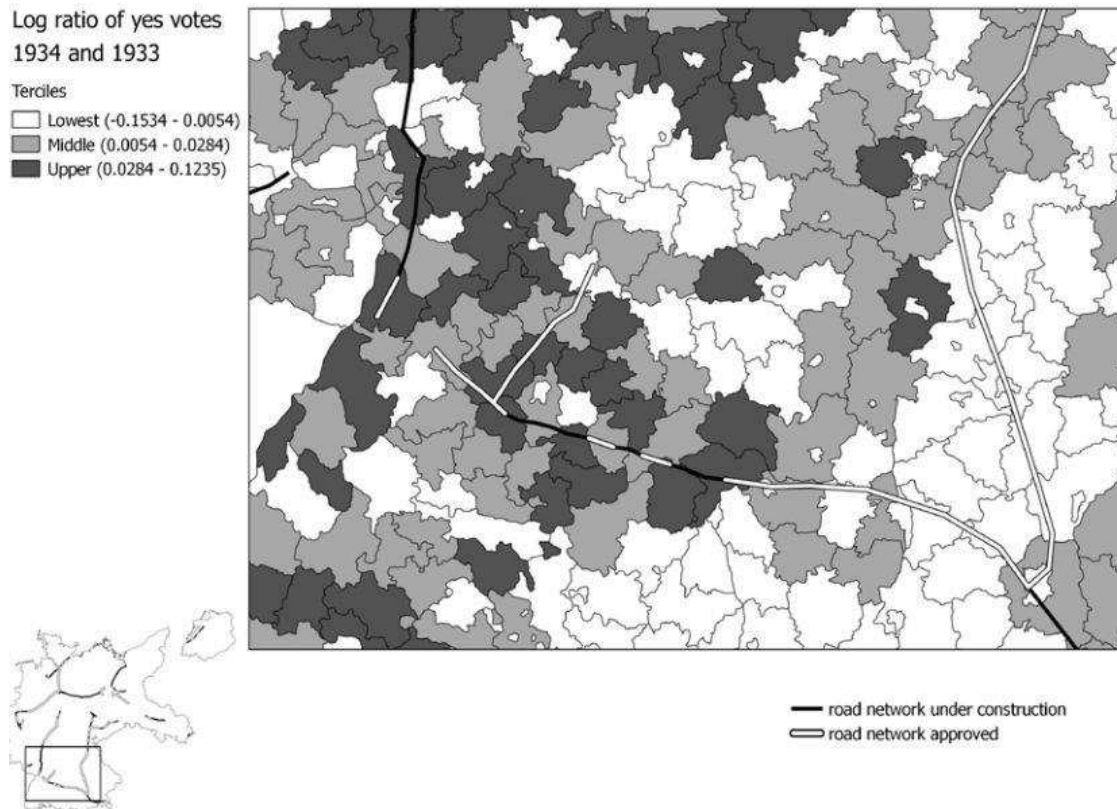 Log ratio of yes votes
1934 and 1933
Terciles
Lowest (-0.1534 - 0.0054)
Middle (0.0054 - 0.0284)
Upper (0.0284 - 0.1235)
road network under construction
road network approved